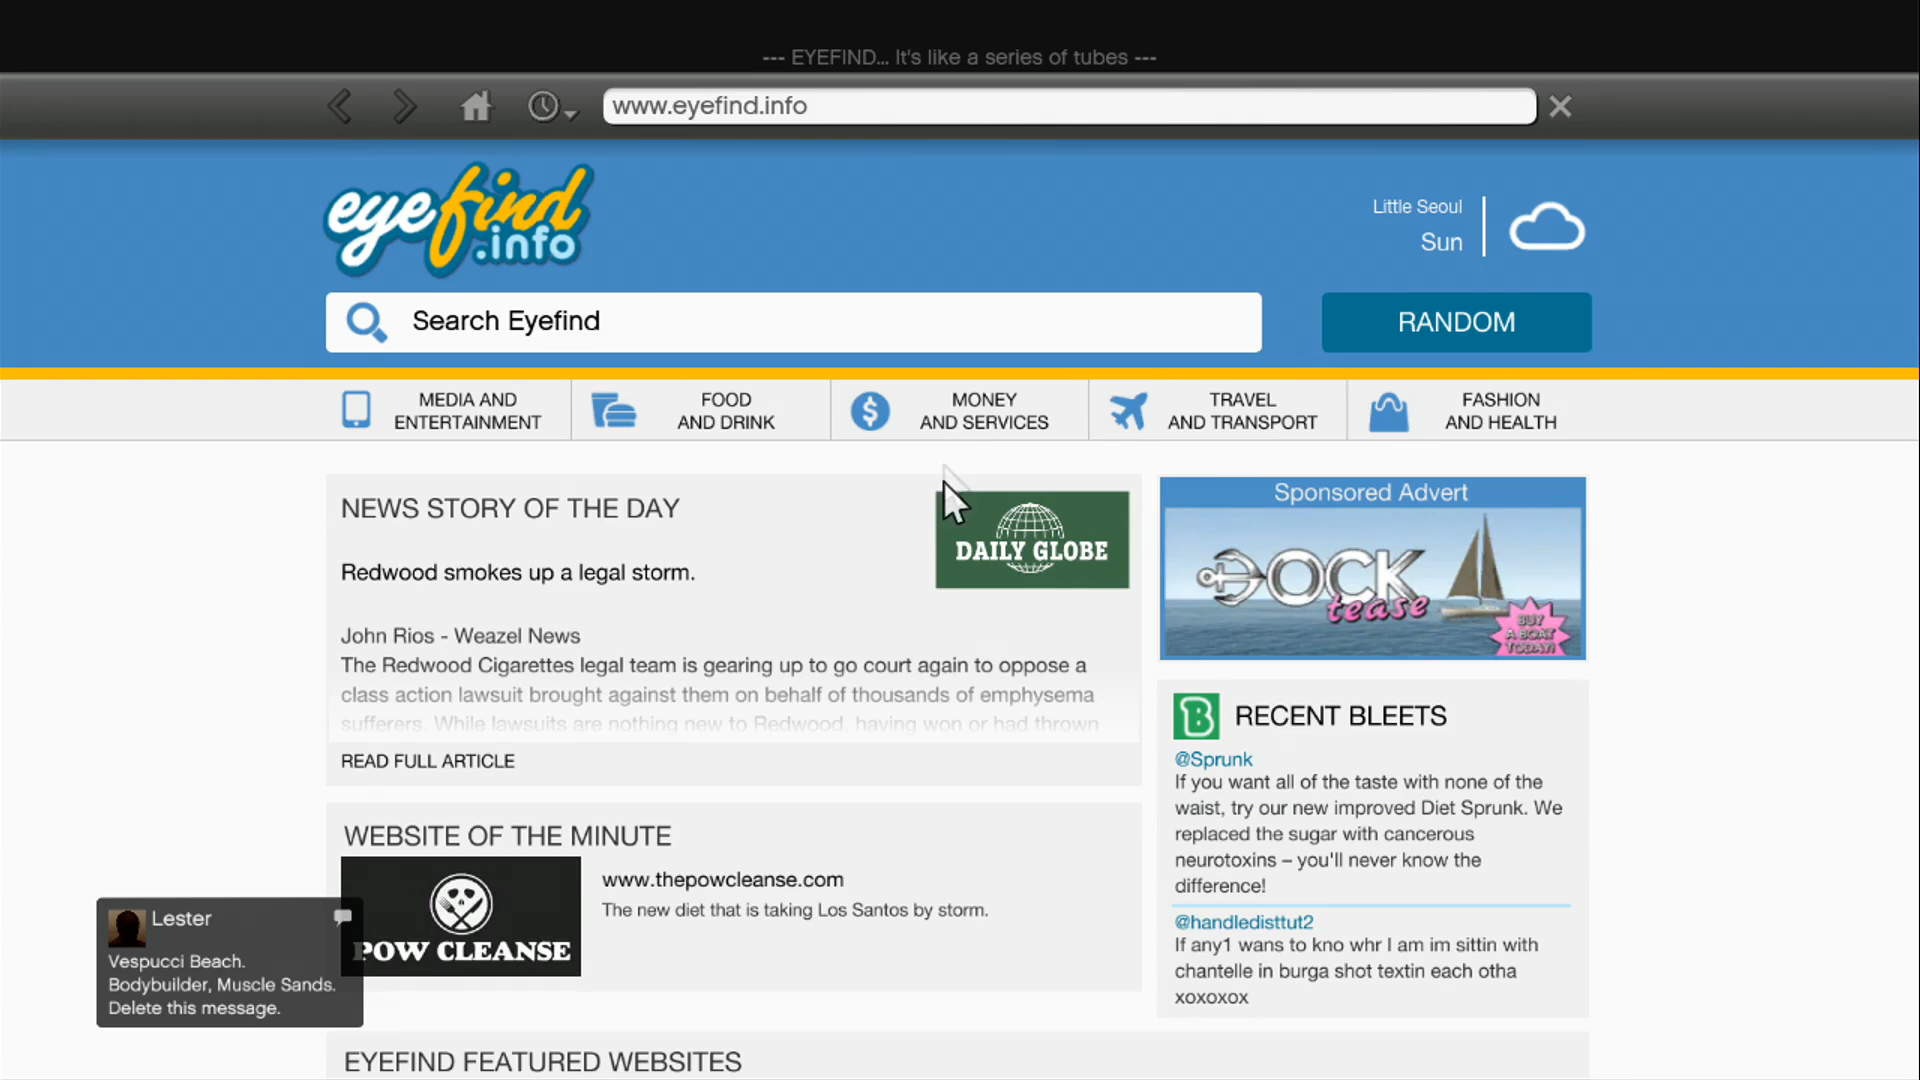 --- EYEFIND... It's like a series of tubes ---
www.eyefind.info
eyefind
.info
Little Seoul
Sun
Search Eyefind
RANDOM
MEDIA AND
ENTERTAINMENT
FOOD
AND DRINK
MONEY
AND SERVICES
TRAVEL
AND TRANSPORT
FASHION
AND HEALTH
NEWS STORY OF THE DAY
DAILY GLOBE
Redwood smokes up a legal storm.
John Rios - Weazel News
The Redwood Cigarettes legal team is gearing up to go court again to oppose a
class action lawsuit brought against them on behalf of thousands of emphysema
sufferers. While lawsuits are nothing new to Redwood, having won or had thrown
READ FULL ARTICLE
Sponsored Advert
DOCK
tease
BUY
A BOAT
TODAY!
B RECENT BLEETS
@Sprunk
If you want all of the taste with none of the
waist, try our new improved Diet Sprunk. We
replaced the sugar with cancerous
neurotoxins – you'll never know the
difference!
@handledisttut2
If any1 wants to kno whr I am im sittin with
chantelle in burga shot textin each otha
xoxoxox
WEBSITE OF THE MINUTE
POW CLEANSE
www.thepowcleanse.com
The new diet that is taking Los Santos by storm.
Lester
Vespucci Beach.
Bodybuilder, Muscle Sands.
Delete this message.
EYEFIND FEATURED WEBSITES